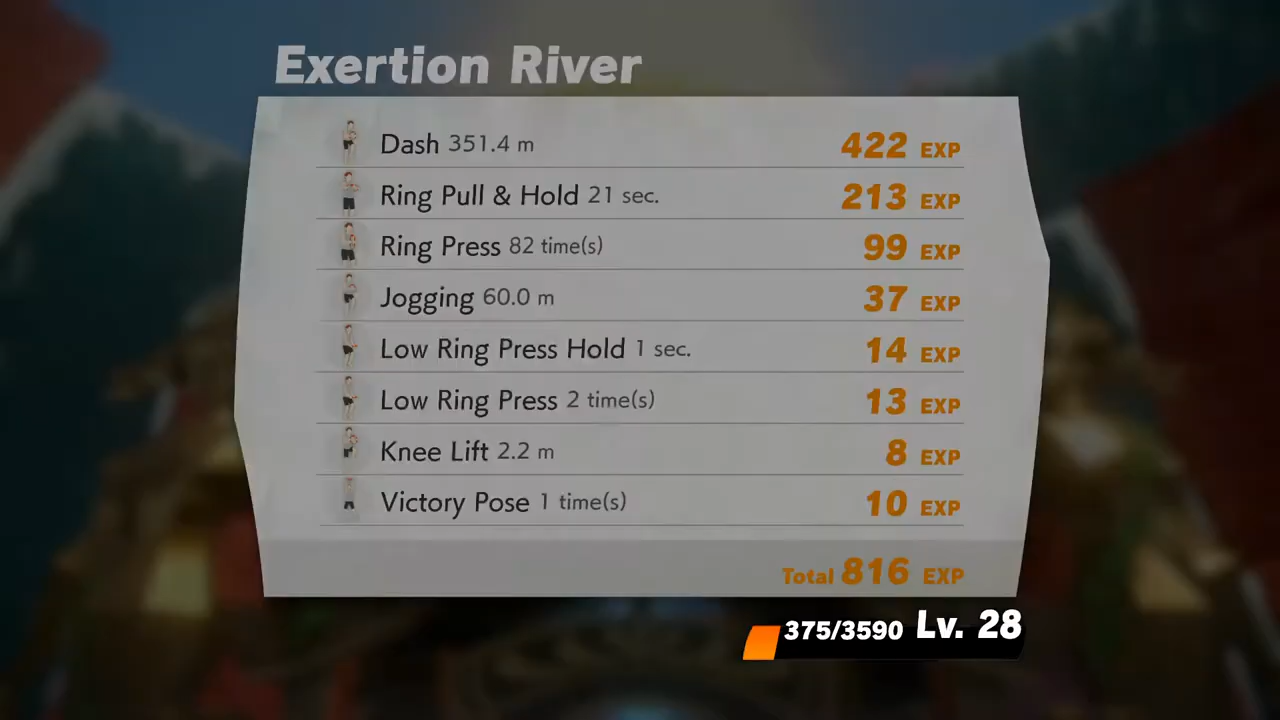 Exertion River
Dash 351.4 m 422 EXP
Ring Pull & Hold 21 sec. 213 EXP
Ring Press 82 time(s) 99 EXP
Jogging 60.0 m 37 EXP
Low Ring Press Hold 1 sec. 14 EXP
Low Ring Press 2 time(s) 13 EXP
Knee Lift 2.2 m 8 EXP
Victory Pose 1 time(s) 10 EXP
Total 816 EXP
375/3590 Lv. 28